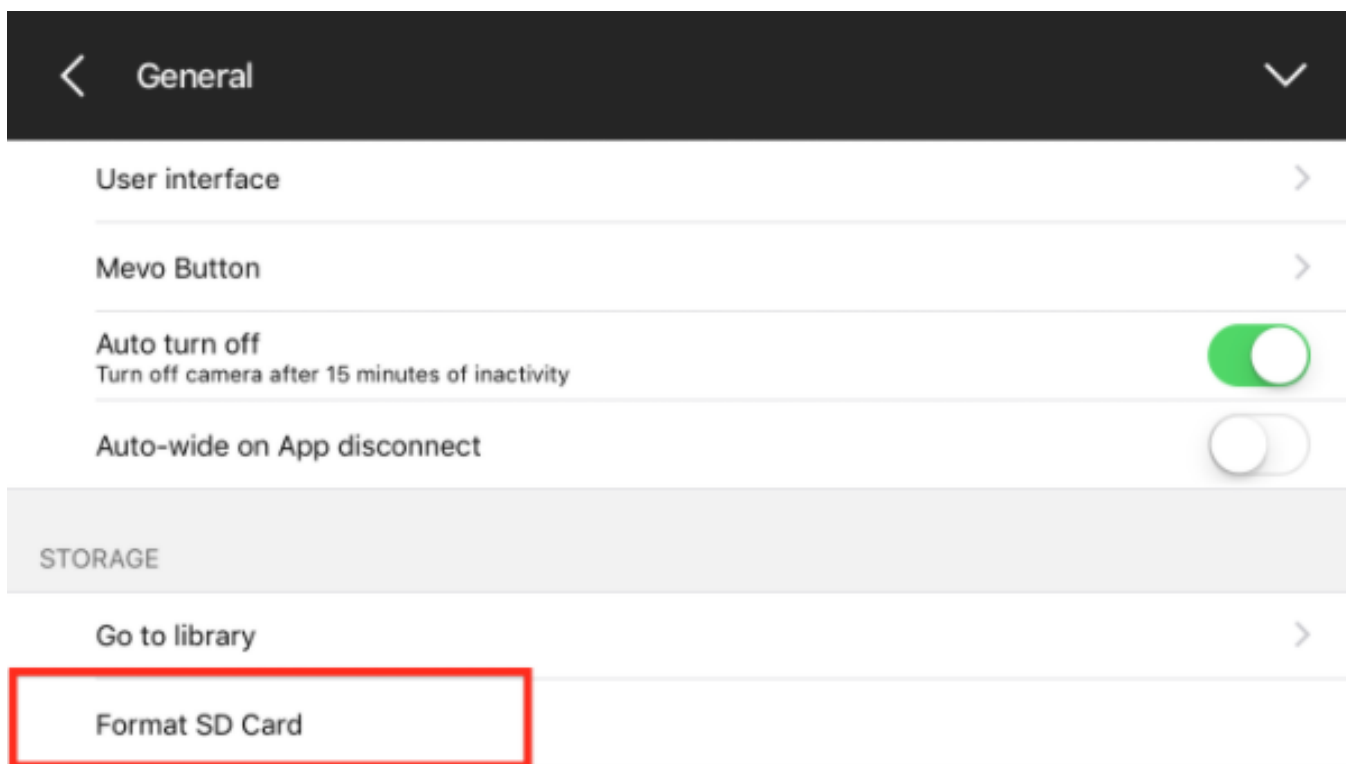 General
User interface
Mevo Button
Auto turn off
Turn off camera after 15 minutes of inactivity
Auto-wide on App disconnect
STORAGE
Go to library
Format SD Card